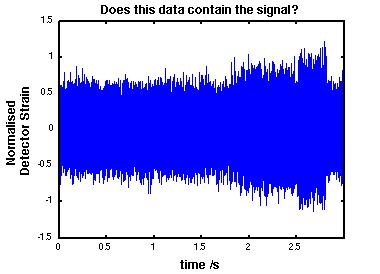 Does this data contain the signal?
1.5
1
0.5
0
-0.5
-1
-1.5
Normalised
Detector Strain
0 0.5 1 1.5 2 2.5
time /s